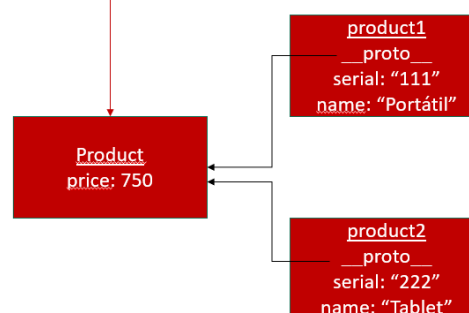 product1
__proto__
serial: “111”
name: “Portátil”
Product
price: 750
product2
__proto__
serial: “222”
name: “Tablet”